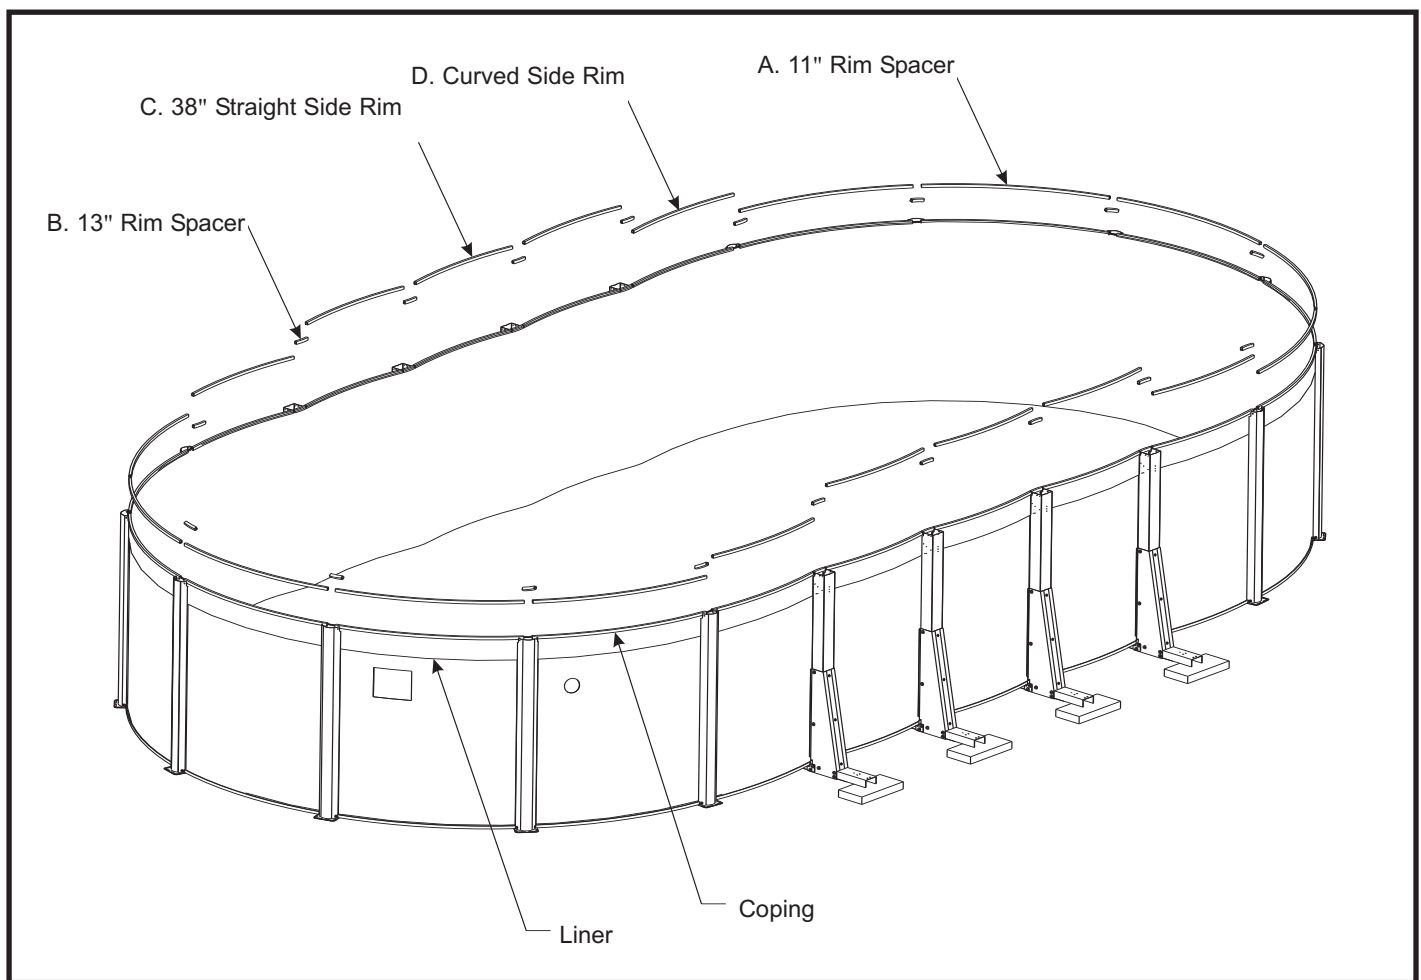 A. 11" Rim Spacer
D. Curved Side Rim
C. 38" Straight Side Rim
B. 13" Rim Spacer
Coping
Liner